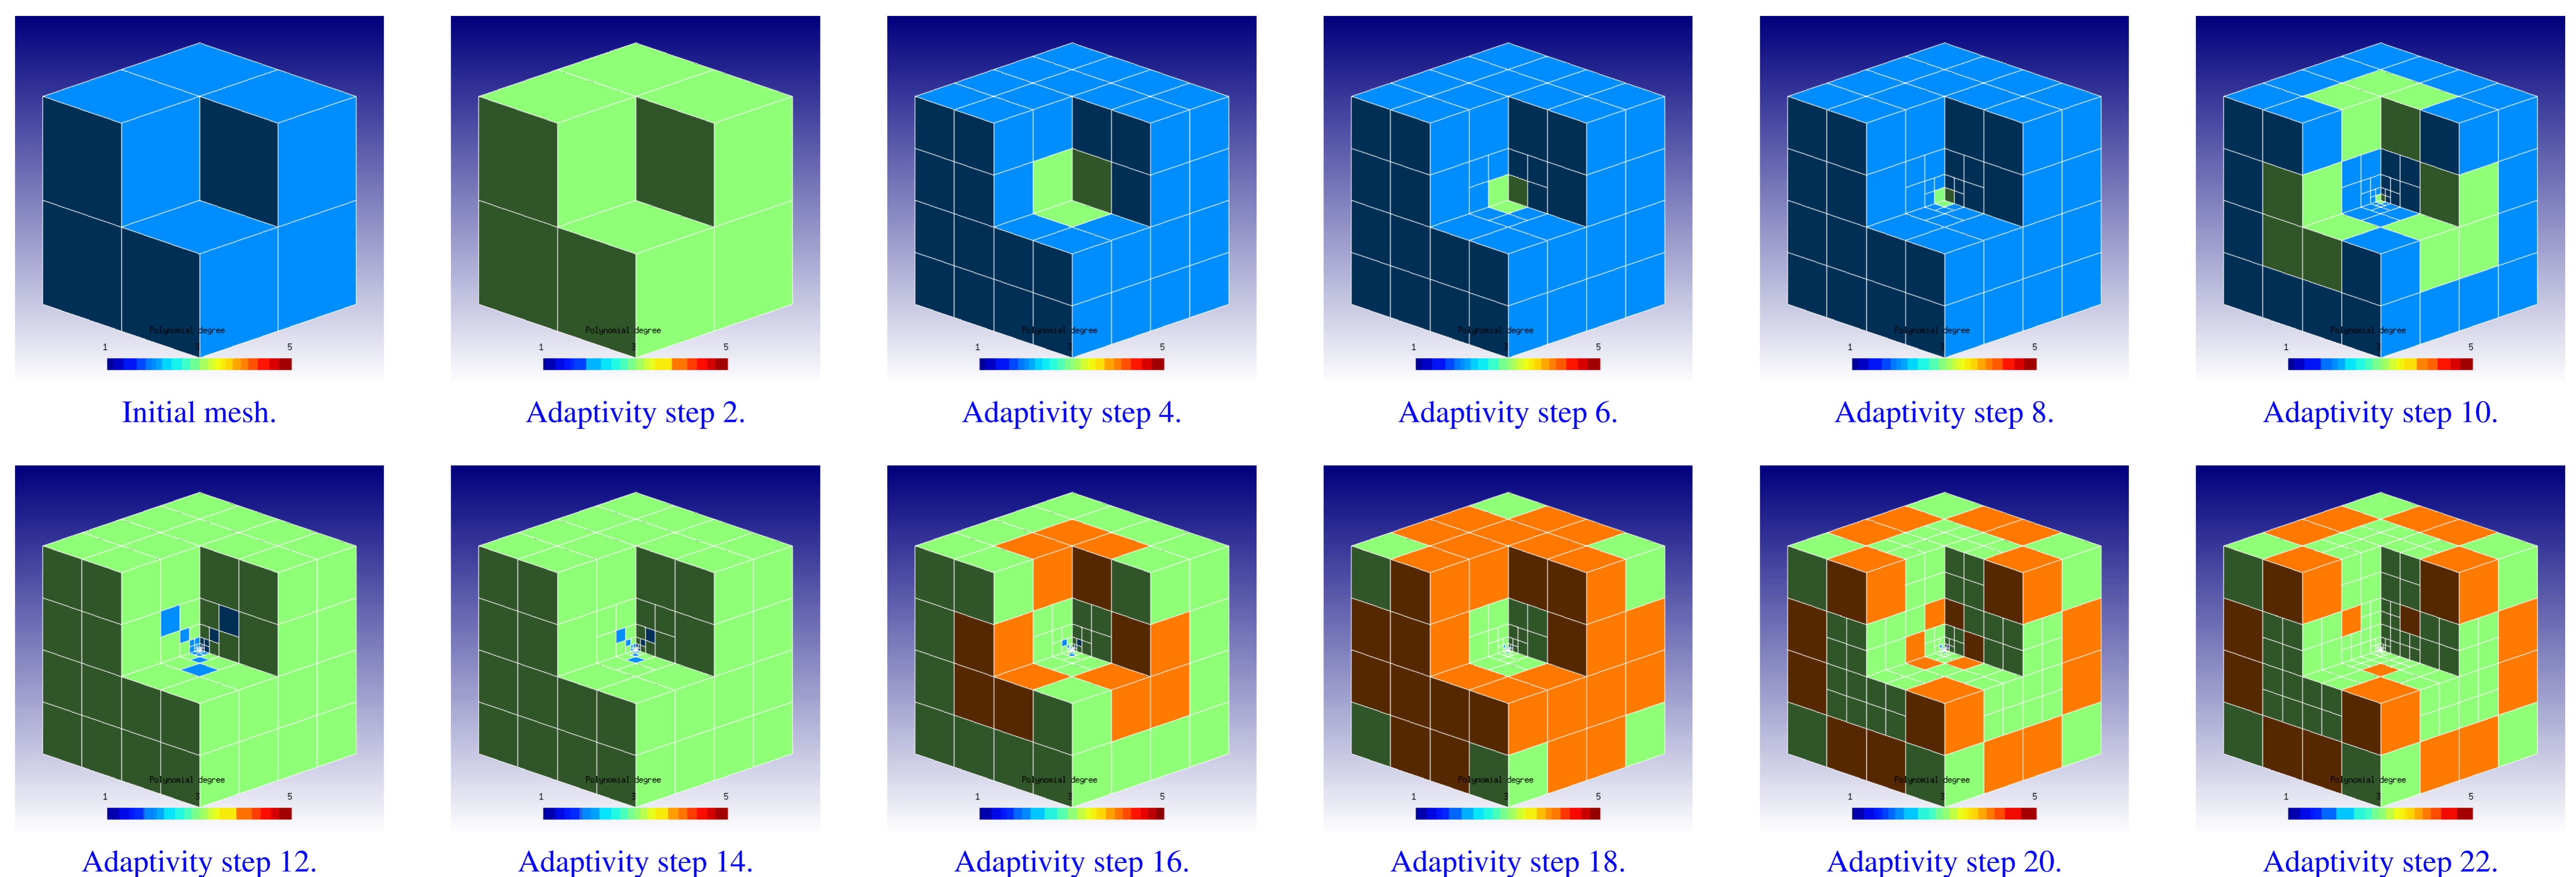 Polynomial degree
1 3 5
Initial mesh.
Polynomial degree
1 3 5
Adaptivity step 2.
Polynomial degree
1 3 5
Adaptivity step 4.
Polynomial degree
1 3 5
Adaptivity step 6.
Polynomial degree
1 3 5
Adaptivity step 8.
Polynomial degree
1 3 5
Adaptivity step 10.
Polynomial degree
1 3 5
Adaptivity step 12.
Polynomial degree
1 3 5
Adaptivity step 14.
Polynomial degree
1 3 5
Adaptivity step 16.
Polynomial degree
1 3 5
Adaptivity step 18.
Polynomial degree
1 3 5
Adaptivity step 20.
Polynomial degree
1 3 5
Adaptivity step 22.